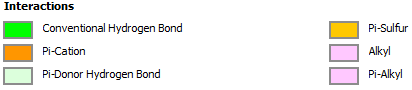 Interactions
Conventional Hydrogen Bond
Pi-Cation
Pi-Donor Hydrogen Bond
Pi-Sulfur
Alkyl
Pi-Alkyl